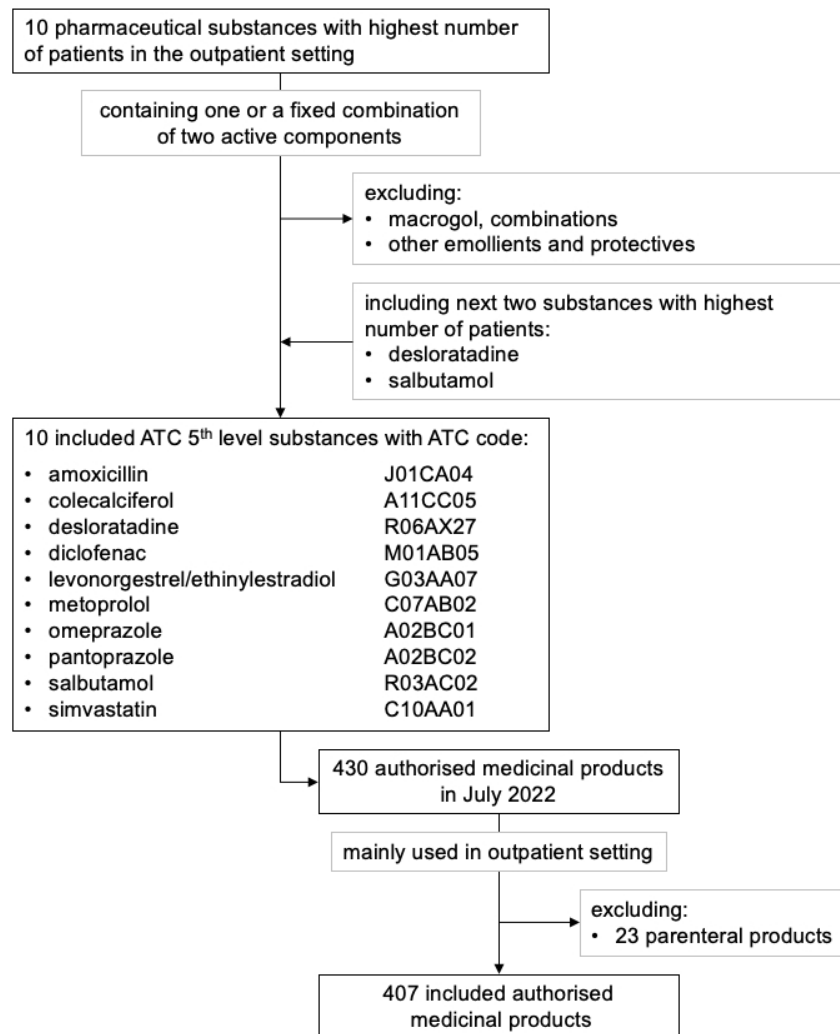 10 pharmaceutical substances with highest number
of patients in the outpatient setting
containing one or a fixed combination
of two active components
excluding:
• macrogol, combinations
• other emollients and protectives
including next two substances with highest
number of patients:
• desloratadine
• salbutamol
10 included ATC 5th level substances with ATC code:
• amoxicillin J01CA04
• colecalciferol A11CC05
• desloratadine R06AX27
• diclofenac M01AB05
• levonorgestrel/ethinylestradiol G03AA07
• metoprolol C07AB02
• omeprazole A02BC01
• pantoprazole A02BC02
• salbutamol R03AC02
• simvastatin C10AA01
430 authorised medicinal products
in July 2022
mainly used in outpatient setting
excluding:
• 23 parenteral products
407 included authorised
medicinal products